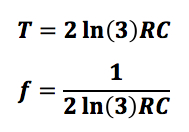 T = 2 ln(3)RC
f = 1 / 2 ln(3)RC